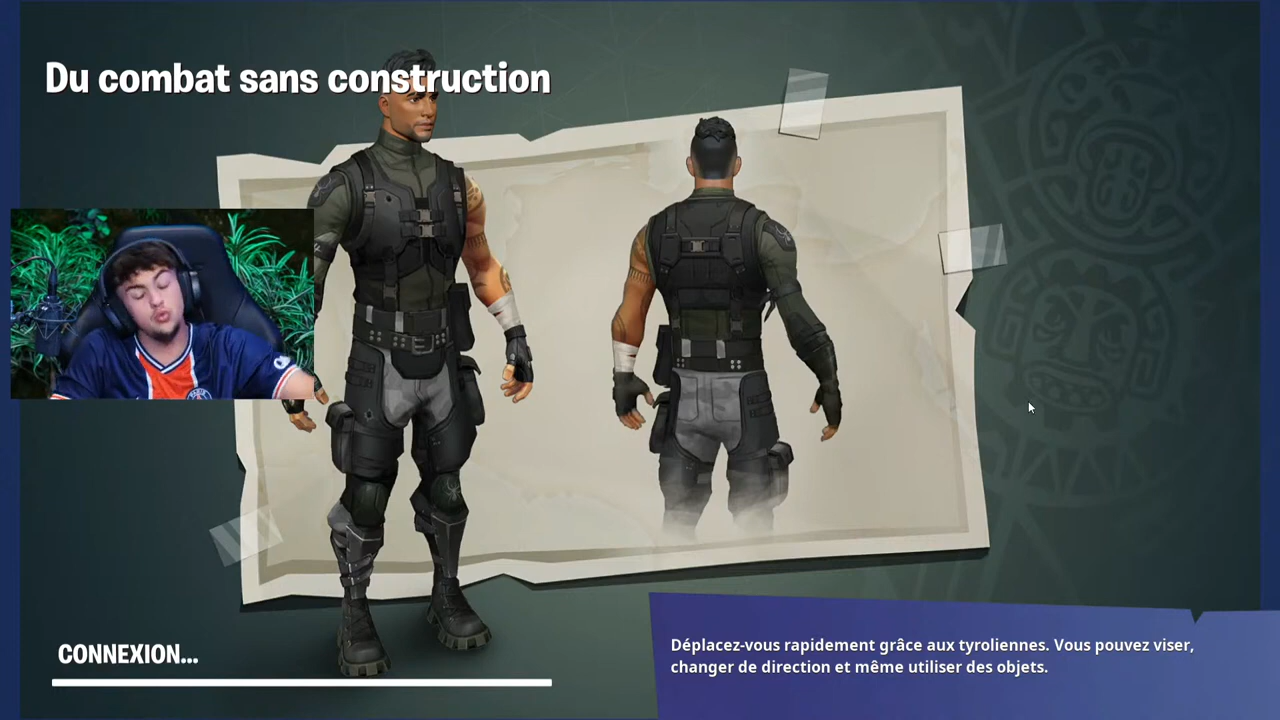 Du combat sans construction
CONNEXION...
Déplacez-vous rapidement grâce aux tyroliennes. Vous pouvez viser,
changer de direction et même utiliser des objets.